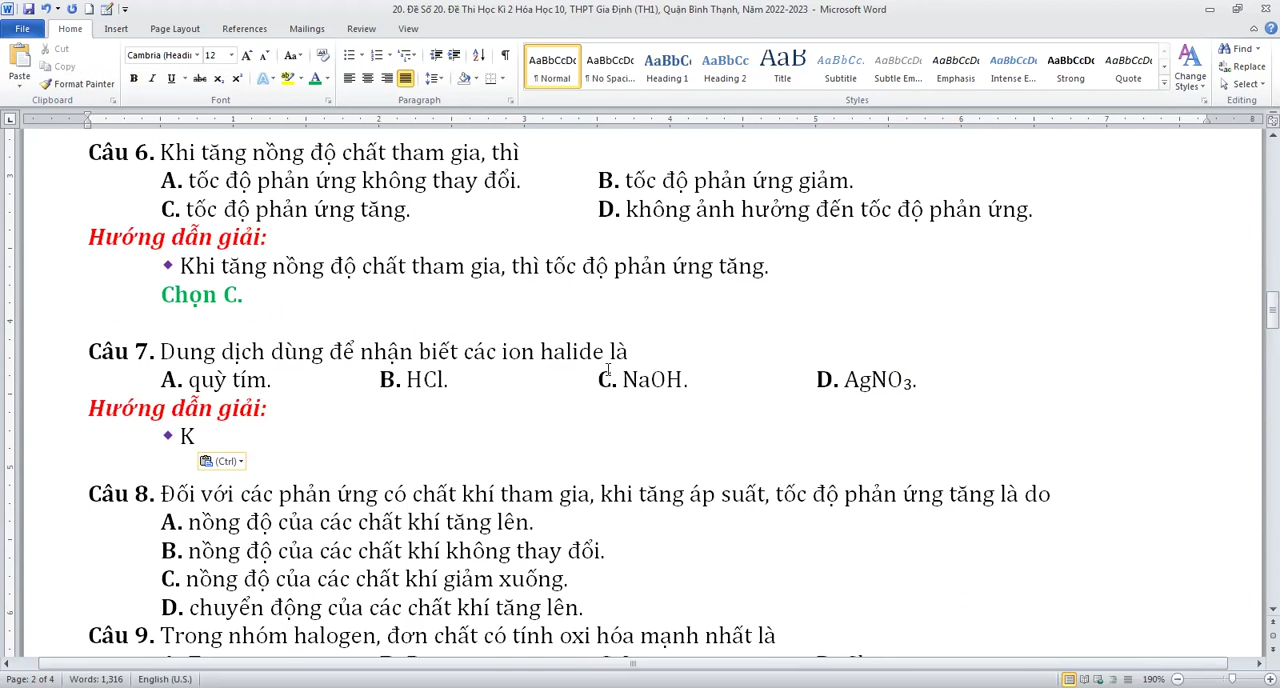 20. Đề Số 20. Đề Thi Học Kì 2 Hóa Học 10, THPT Gia Định (TH1), Quận Bình Thạnh, Năm 2022-2023 - Microsoft Word
File Home Insert Page Layout References Mailings Review View
Paste Cut Copy Format Painter Clipboard
Cambria (Headi 12 Font
Paragraph
AaBbCcDc AaBbCcDc AaBbCc AaBbCc AaB AaBbCc. AaBbCcDc AaBbCcDc AaBbCcDc AaBbCcDc AaBbCcDc
¶ Normal ¶ No Spaci... Heading 1 Heading 2 Title Subtitle Subtle Em... Emphasis Intense E... Strong Quote
Styles
Change Styles
Find Replace Select Editing
1 2 3 4 5 6 7 8
Câu 6. Khi tăng nồng độ chất tham gia, thì
A. tốc độ phản ứng không thay đổi. B. tốc độ phản ứng giảm.
C. tốc độ phản ứng tăng. D. không ảnh hưởng đến tốc độ phản ứng.
Hướng dẫn giải:
Khi tăng nồng độ chất tham gia, thì tốc độ phản ứng tăng.
Chọn C.
Câu 7. Dung dịch dùng để nhận biết các ion halide là
A. quỳ tím. B. HCl. C. NaOH. D. AgNO₃.
Hướng dẫn giải:
K
(Ctrl)
Câu 8. Đối với các phản ứng có chất khí tham gia, khi tăng áp suất, tốc độ phản ứng tăng là do
A. nồng độ của các chất khí tăng lên.
B. nồng độ của các chất khí không thay đổi.
C. nồng độ của các chất khí giảm xuống.
D. chuyển động của các chất khí tăng lên.
Câu 9. Trong nhóm halogen, đơn chất có tính oxi hóa mạnh nhất là
Page: 2 of 4 Words: 1,316 English (U.S.) 190%